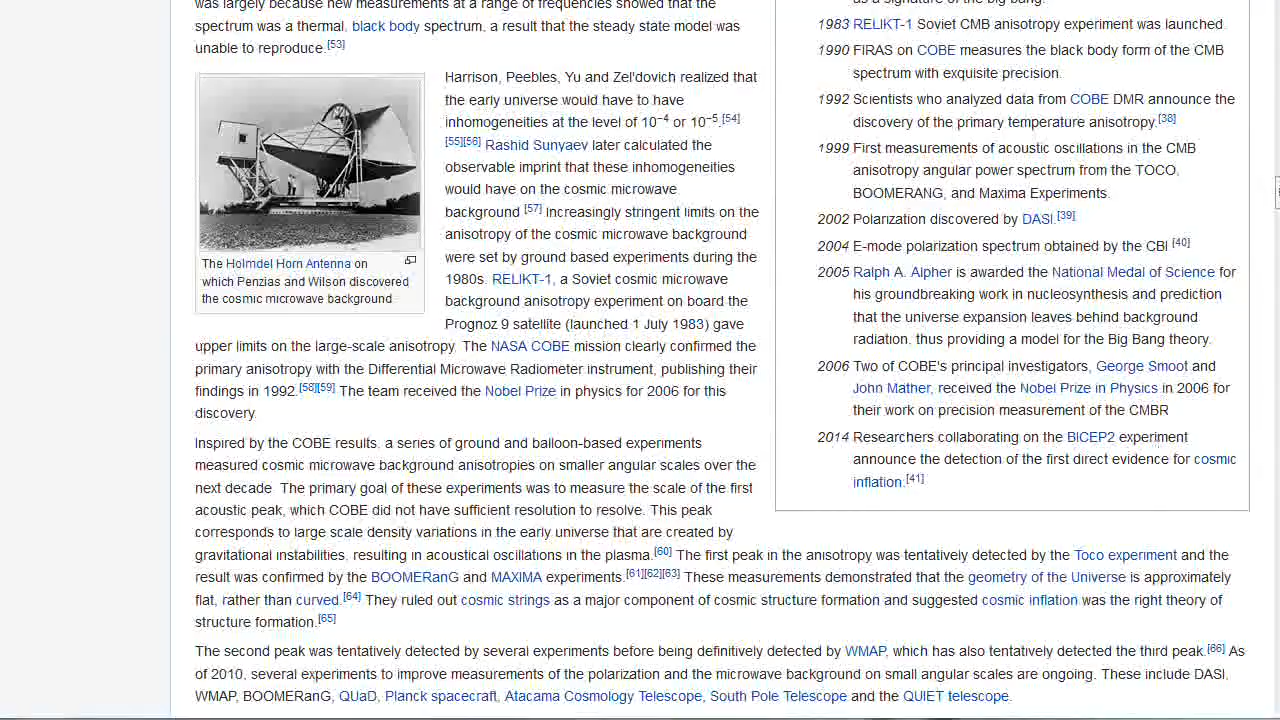 was largely because new measurements at a range of frequencies showed that the
spectrum was a thermal, black body spectrum, a result that the steady state model was
unable to reproduce.[53]
The Holmdel Horn Antenna on
which Penzias and Wilson discovered
the cosmic microwave background.
Harrison, Peebles, Yu and Zel'dovich realized that
the early universe would have to have
inhomogeneities at the level of 10−4 or 10−5.[54]
[55][56] Rashid Sunyaev later calculated the
observable imprint that these inhomogeneities
would have on the cosmic microwave
background.[57] Increasingly stringent limits on the
anisotropy of the cosmic microwave background
were set by ground based experiments during the
1980s. RELIKT-1, a Soviet cosmic microwave
background anisotropy experiment on board the
Prognoz 9 satellite (launched 1 July 1983) gave
upper limits on the large-scale anisotropy. The NASA COBE mission clearly confirmed the
primary anisotropy with the Differential Microwave Radiometer instrument, publishing their
findings in 1992.[58][59] The team received the Nobel Prize in physics for 2006 for this
discovery.
Inspired by the COBE results, a series of ground and balloon-based experiments
measured cosmic microwave background anisotropies on smaller angular scales over the
next decade. The primary goal of these experiments was to measure the scale of the first
acoustic peak, which COBE did not have sufficient resolution to resolve. This peak
corresponds to large scale density variations in the early universe that are created by
gravitational instabilities, resulting in acoustical oscillations in the plasma.[60] The first peak in the anisotropy was tentatively detected by the Toco experiment and the
result was confirmed by the BOOMERanG and MAXIMA experiments.[61][62][63] These measurements demonstrated that the geometry of the Universe is approximately
flat, rather than curved.[64] They ruled out cosmic strings as a major component of cosmic structure formation and suggested cosmic inflation was the right theory of
structure formation.[65]
The second peak was tentatively detected by several experiments before being definitively detected by WMAP, which has also tentatively detected the third peak.[66] As
of 2010, several experiments to improve measurements of the polarization and the microwave background on small angular scales are ongoing. These include DASI,
WMAP, BOOMERanG, QUaD, Planck spacecraft, Atacama Cosmology Telescope, South Pole Telescope and the QUIET telescope.
as a signature of the big bang.
1983 RELIKT-1 Soviet CMB anisotropy experiment was launched.
1990 FIRAS on COBE measures the black body form of the CMB
spectrum with exquisite precision.
1992 Scientists who analyzed data from COBE DMR announce the
discovery of the primary temperature anisotropy.[38]
1999 First measurements of acoustic oscillations in the CMB
anisotropy angular power spectrum from the TOCO,
BOOMERANG, and Maxima Experiments.
2002 Polarization discovered by DASI.[39]
2004 E-mode polarization spectrum obtained by the CBI.[40]
2005 Ralph A. Alpher is awarded the National Medal of Science for
his groundbreaking work in nucleosynthesis and prediction
that the universe expansion leaves behind background
radiation, thus providing a model for the Big Bang theory.
2006 Two of COBE's principal investigators, George Smoot and
John Mather, received the Nobel Prize in Physics in 2006 for
their work on precision measurement of the CMBR
2014 Researchers collaborating on the BICEP2 experiment
announce the detection of the first direct evidence for cosmic
inflation.[41]